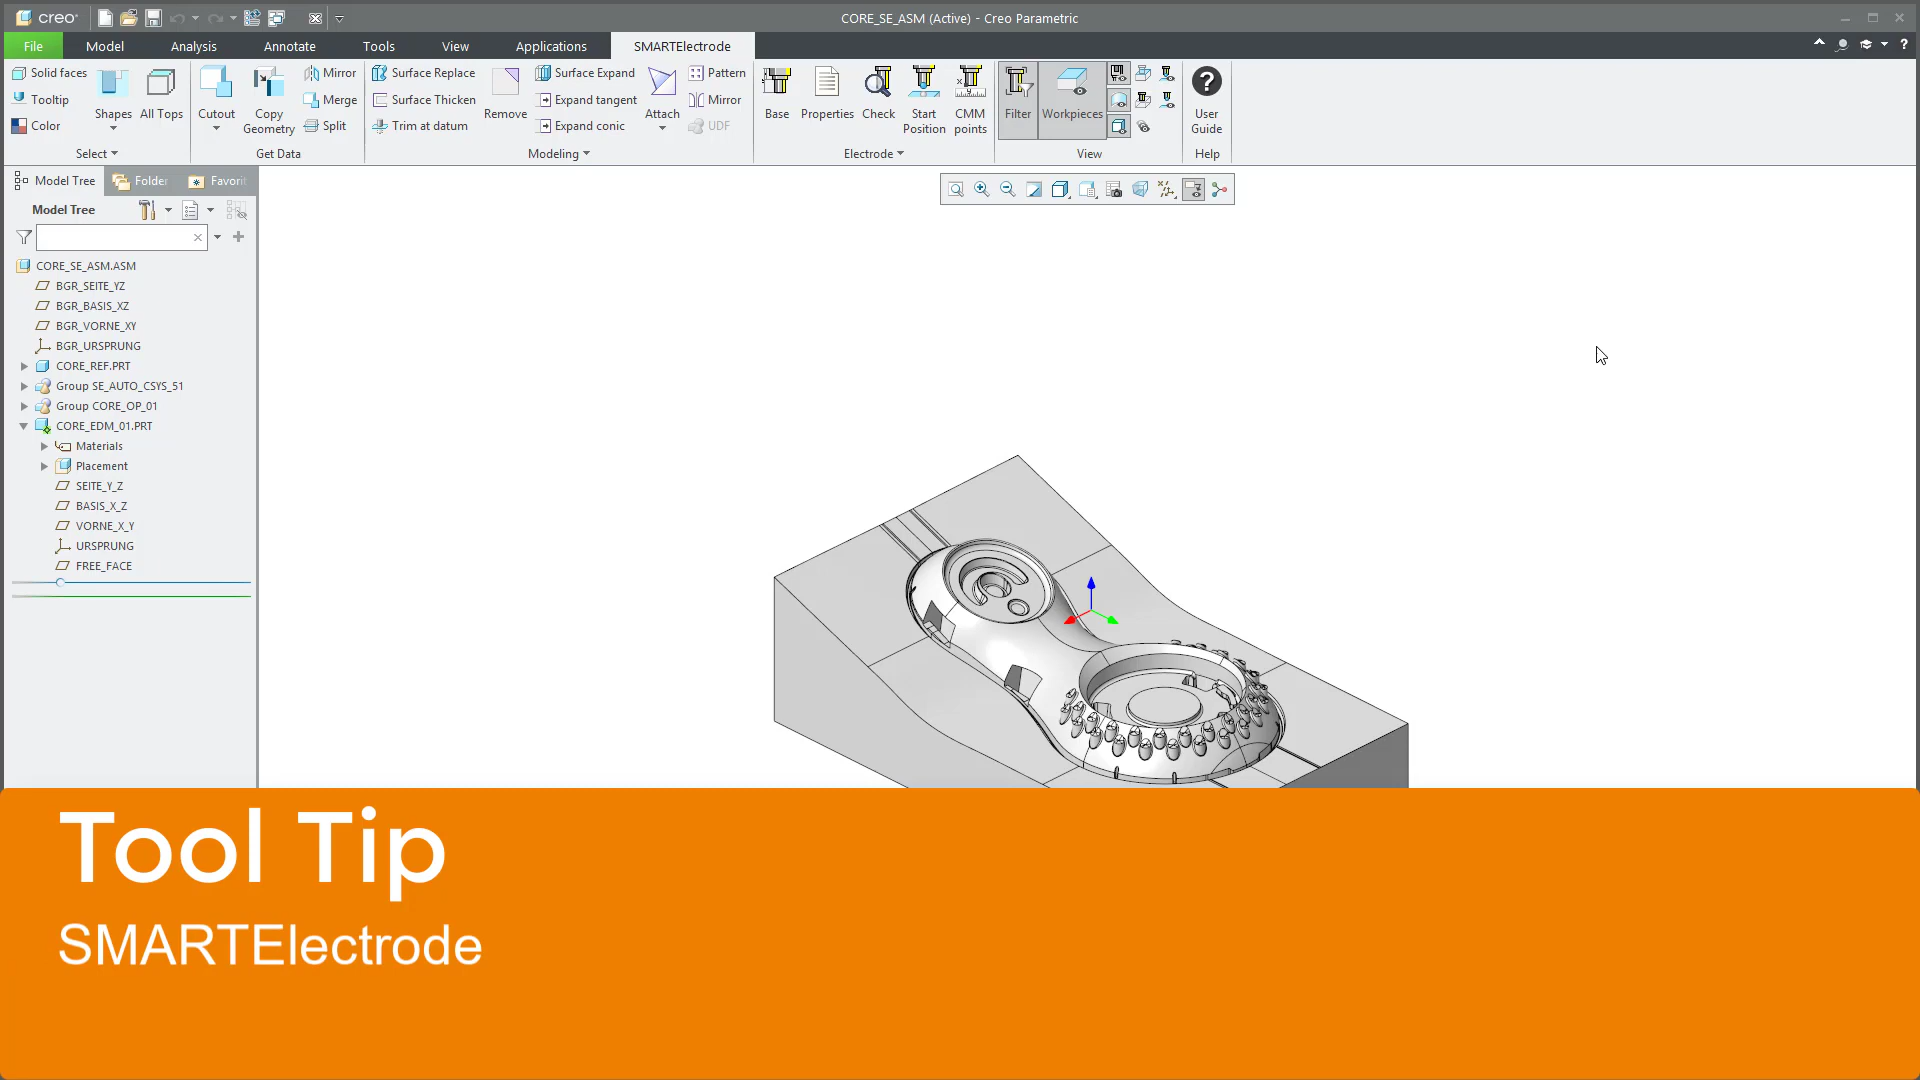 creo
CORE_SE_ASM (Active) - Creo Parametric
File
Model
Analysis
Annotate
Tools
View
Applications
SMARTElectrode
?
Solid faces
Tooltip
Color
Shapes
All Tops
Select
Cutout
Copy
Geometry
Mirror
Merge
Split
Get Data
Surface Replace
Surface Thicken
Trim at datum
Remove
Surface Expand
Expand tangent
Expand conic
Attach
Pattern
Mirror
UDF
Modeling
Base
Properties
Check
Start
Position
CMM
points
Electrode
Filter
Workpieces
View
?
User
Guide
Help
Model Tree
Folder
Favorit
Model Tree
CORE_SE_ASM.ASM
BGR_SEITE_YZ
BGR_BASIS_XZ
BGR_VORNE_XY
BGR_URSPRUNG
CORE_REF.PRT
Group SE_AUTO_CSYS_51
Group CORE_OP_01
CORE_EDM_01.PRT
Materials
Placement
SEITE_Y_Z
BASIS_X_Z
VORNE_X_Y
URSPRUNG
FREE_FACE
Tool Tip
SMARTElectrode